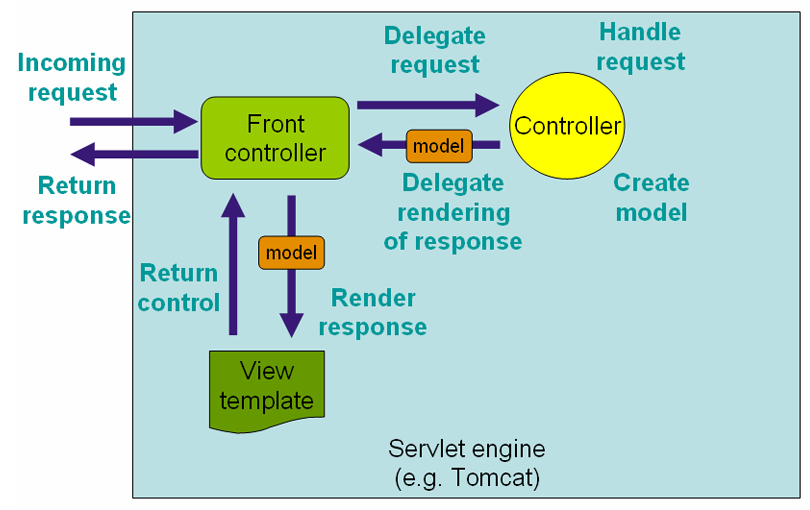 Incoming
request
Return
response
Front
controller
Delegate
request
Handle
request
Controller
model
Delegate
rendering
of response
Create
model
model
Return
control
Render
response
View
template
Servlet engine
(e.g. Tomcat)